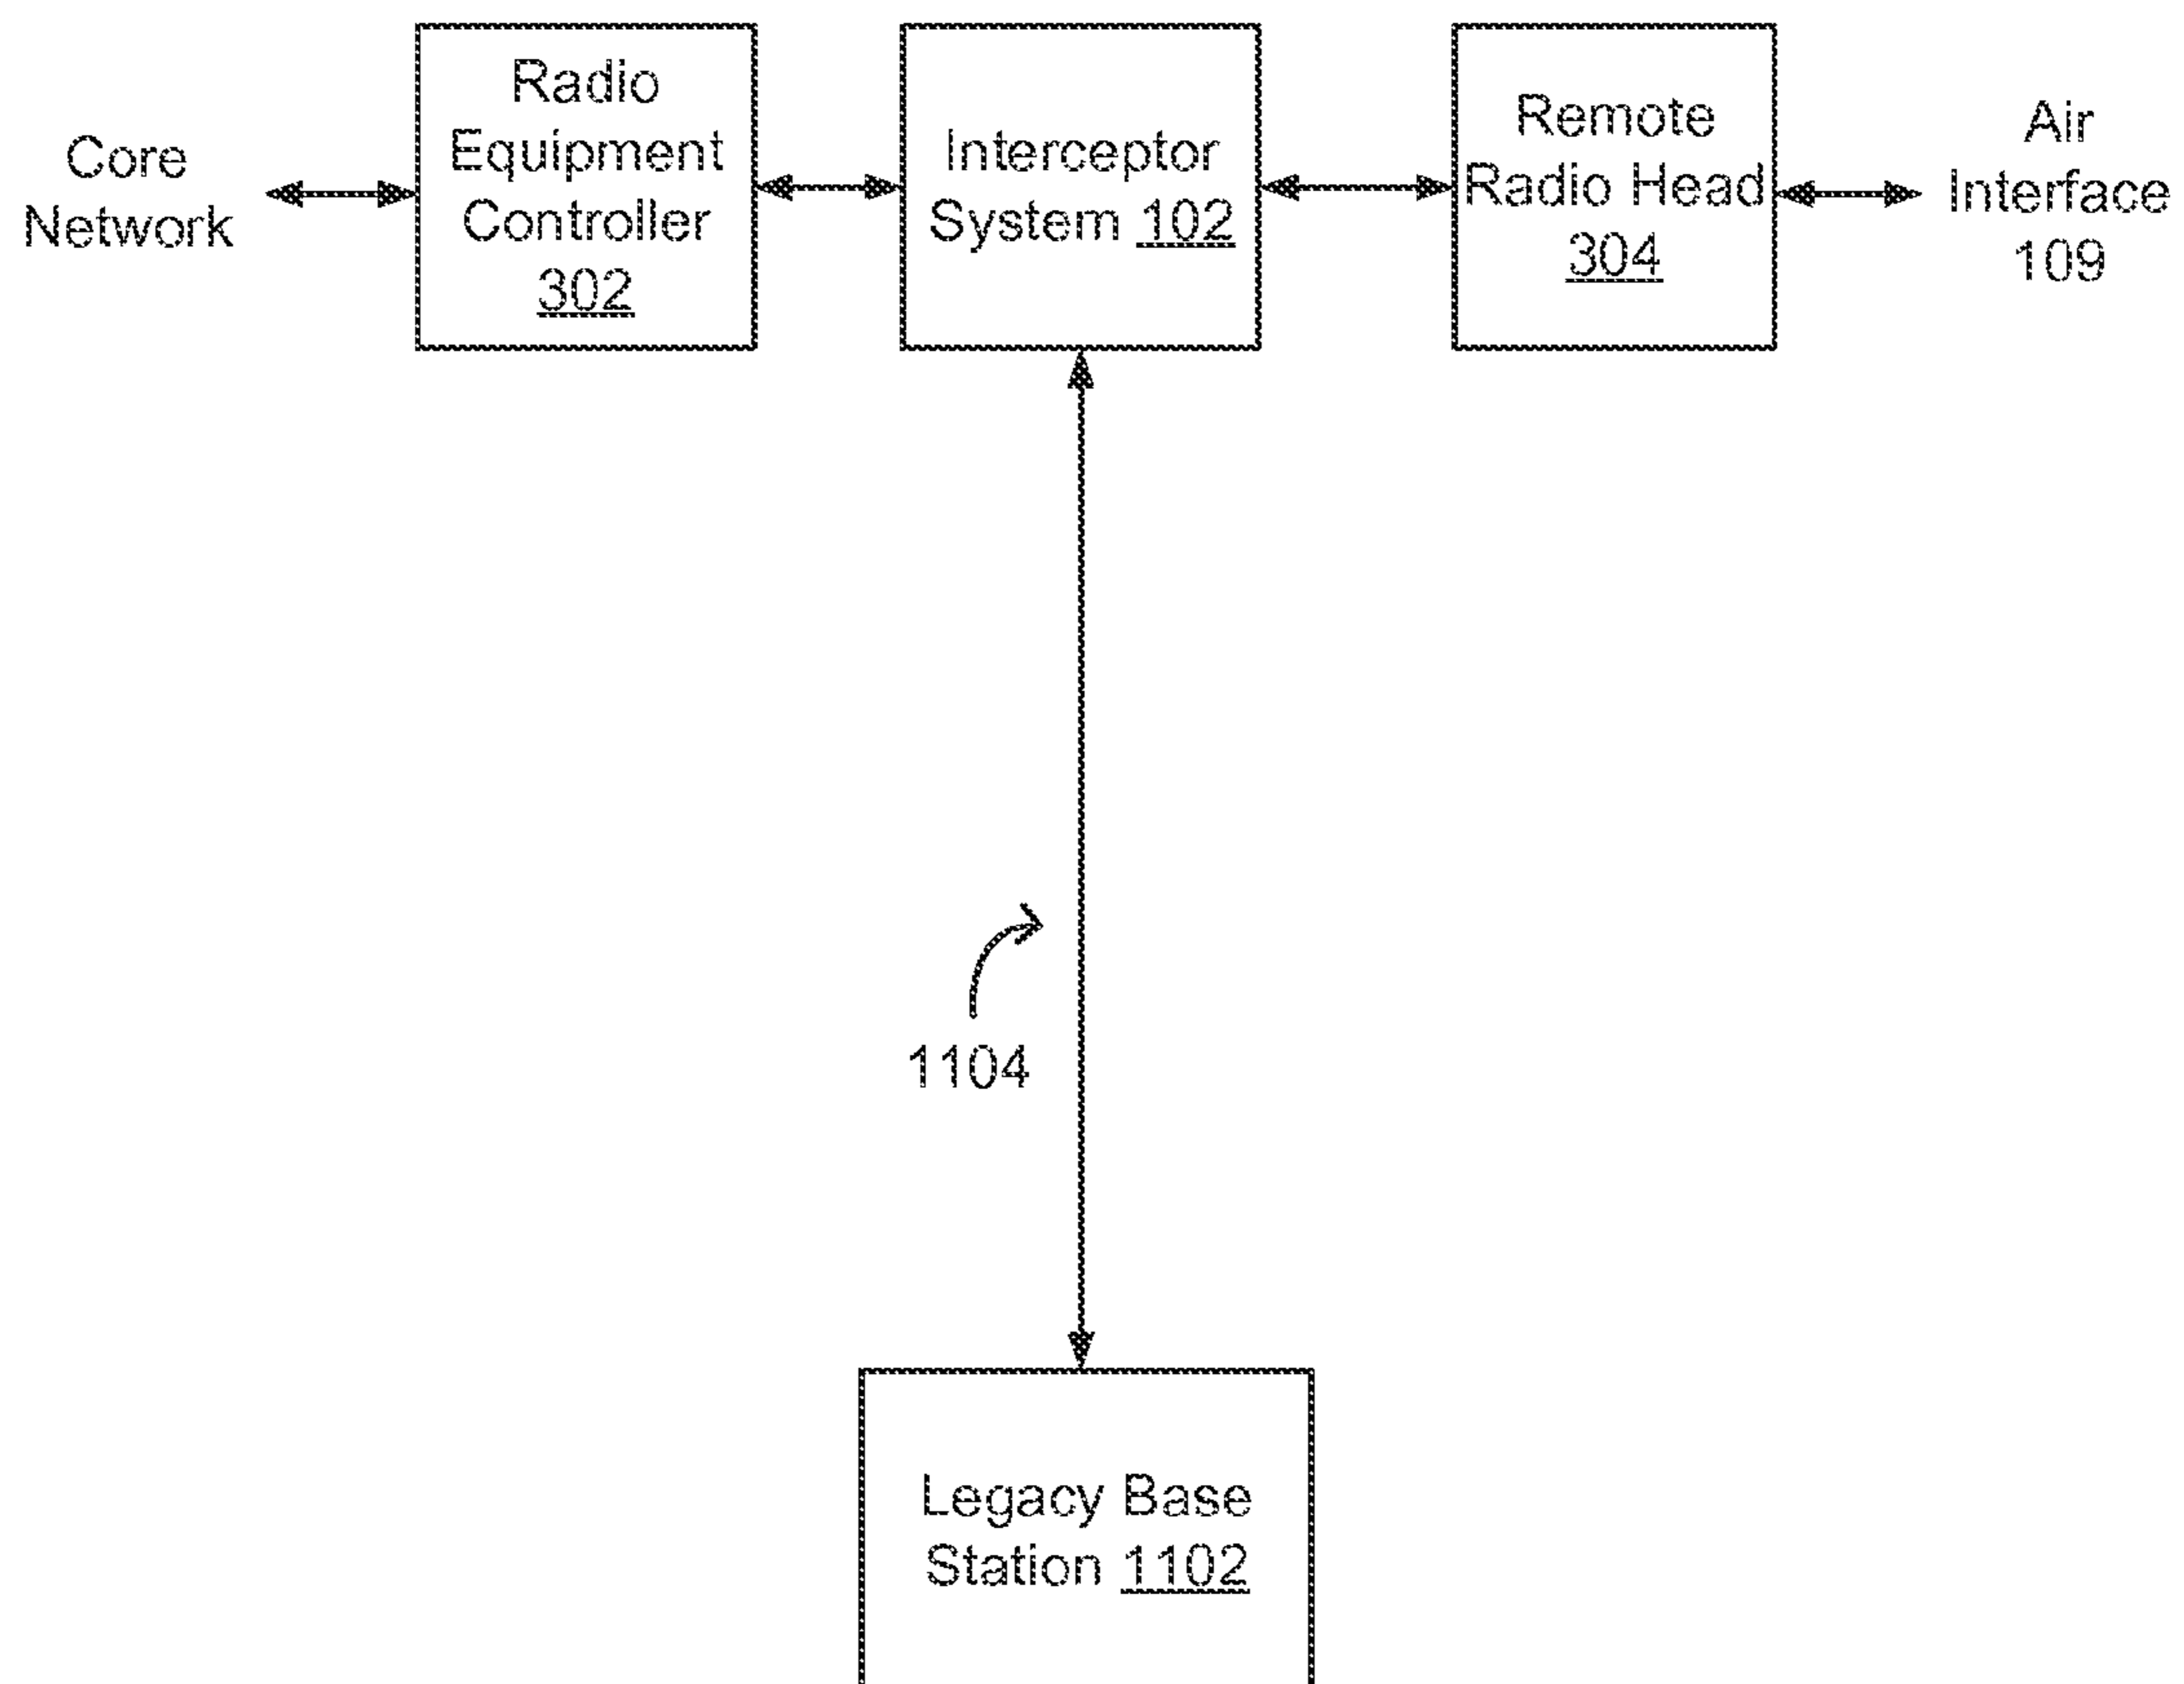 Core
Network
Radio
Equipment
Controller
302
Interceptor
System 102
Remote
Radio Head
304
Air
Interface
109
1104
Legacy Base
Station 1102